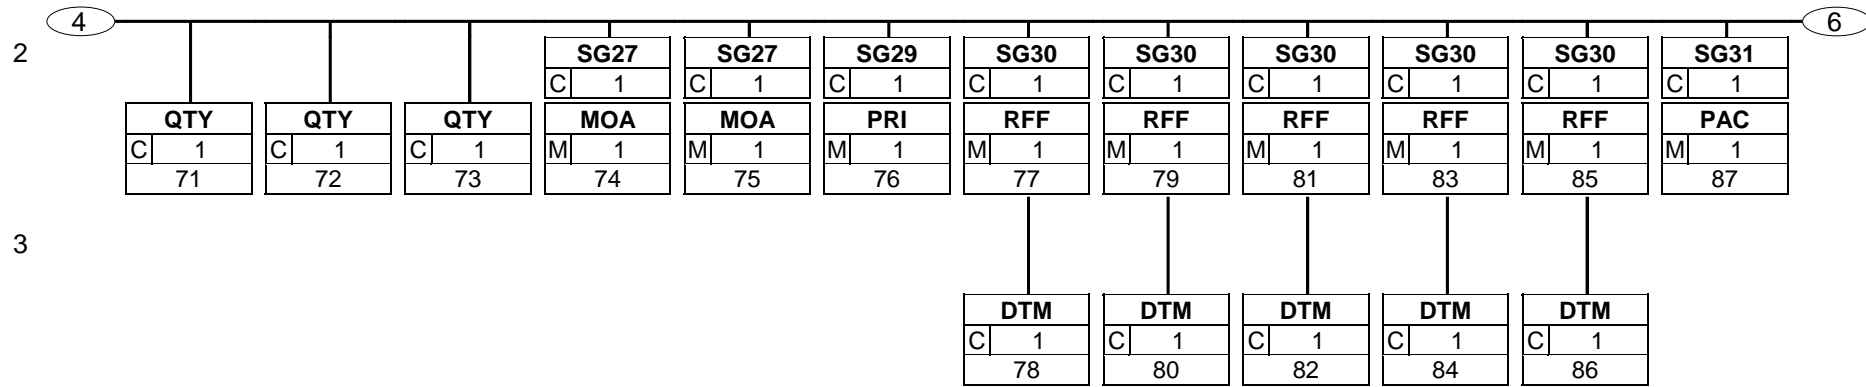 4 6
2 SG27 SG27 SG29 SG30 SG30 SG30 SG30 SG30 SG31
C 1 C 1 C 1 C 1 C 1 C 1 C 1 C 1 C 1
QTY QTY QTY MOA MOA PRI RFF RFF RFF RFF RFF PAC
C 1 C 1 C 1 M 1 M 1 M 1 M 1 M 1 M 1 M 1 M 1 M 1
71 72 73 74 75 76 77 79 81 83 85 87
3
DTM DTM DTM DTM DTM
C 1 C 1 C 1 C 1 C 1
78 80 82 84 86